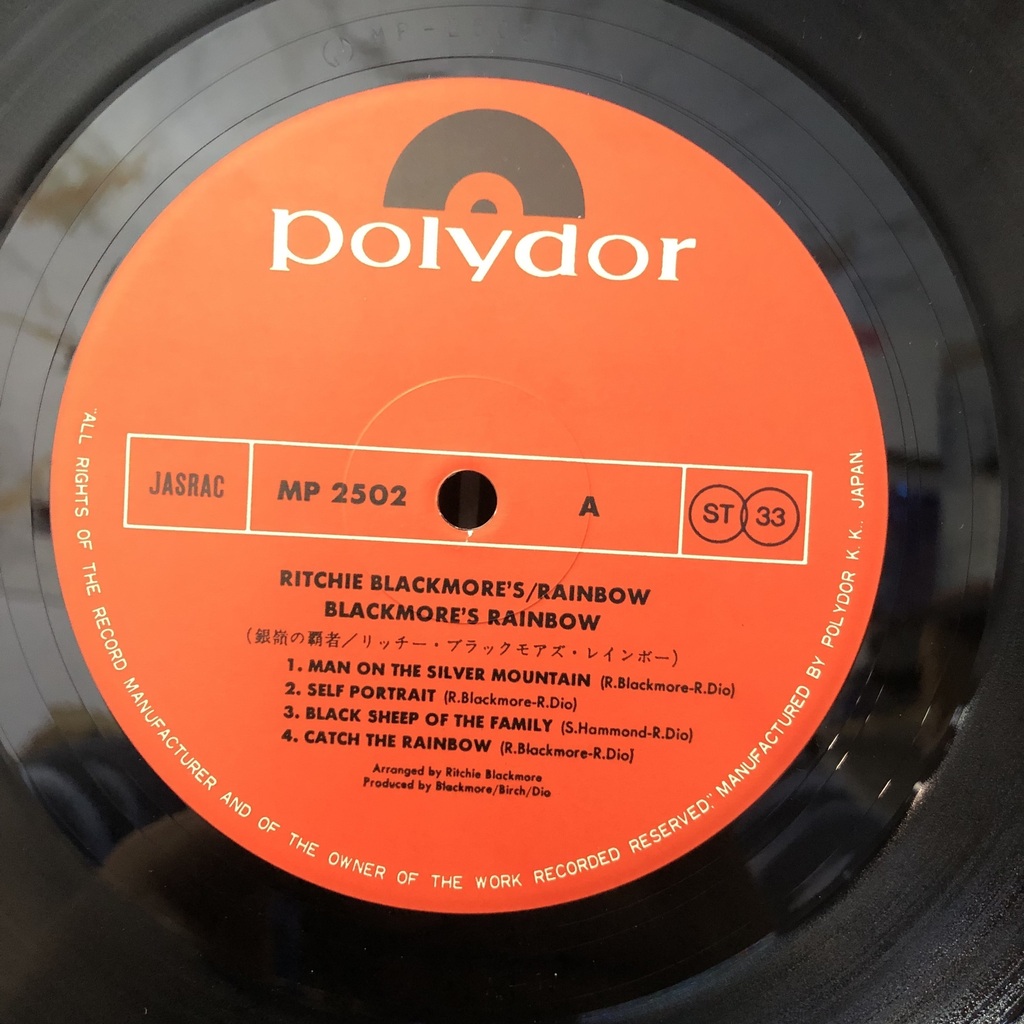 polydor
JASRAC
MP 2502
A
ST 33
RITCHIE BLACKMORE'S/RAINBOW
BLACKMORE'S RAINBOW
(銀嶺の覇者/リッチー・ブラックモアズ・レインボー)
1. MAN ON THE SILVER MOUNTAIN (R.Blackmore-R.Dio)
2. SELF PORTRAIT (R.Blackmore-R.Dio)
3. BLACK SHEEP OF THE FAMILY (S.Hammond-R.Dio)
4. CATCH THE RAINBOW (R.Blackmore-R.Dio)
Arranged by Ritchie Blackmore
Produced by Blackmore/Birch/Dio
"ALL RIGHTS OF THE RECORD MANUFACTURER AND OF THE OWNER OF THE WORK RECORDED RESERVED." MANUFACTURED BY POLYDOR K.K., JAPAN.